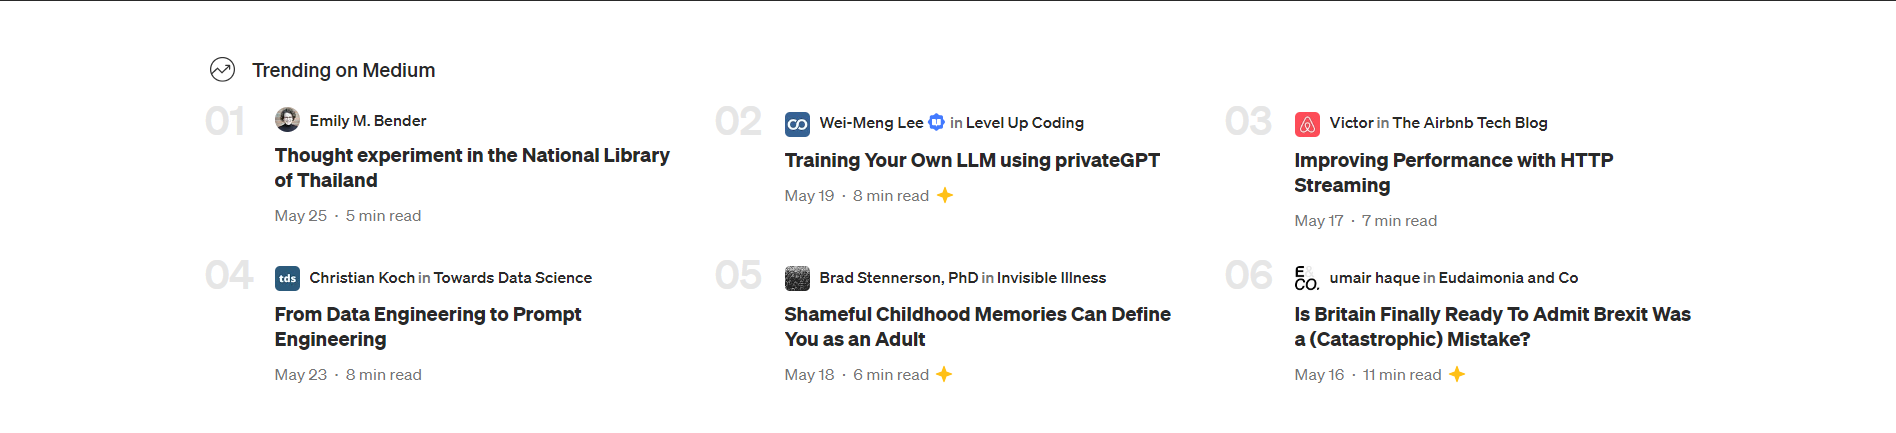 Trending on Medium
01
Emily M. Bender
Thought experiment in the National Library
of Thailand
May 25 · 5 min read
02
Wei-Meng Lee in Level Up Coding
Training Your Own LLM using privateGPT
May 19 · 8 min read
03
Victor in The Airbnb Tech Blog
Improving Performance with HTTP
Streaming
May 17 · 7 min read
04
tds
Christian Koch in Towards Data Science
From Data Engineering to Prompt
Engineering
May 23 · 8 min read
05
Brad Stennerson, PhD in Invisible Illness
Shameful Childhood Memories Can Define
You as an Adult
May 18 · 6 min read
06
E&
CO.
umair haque in Eudaimonia and Co
Is Britain Finally Ready To Admit Brexit Was
a (Catastrophic) Mistake?
May 16 · 11 min read